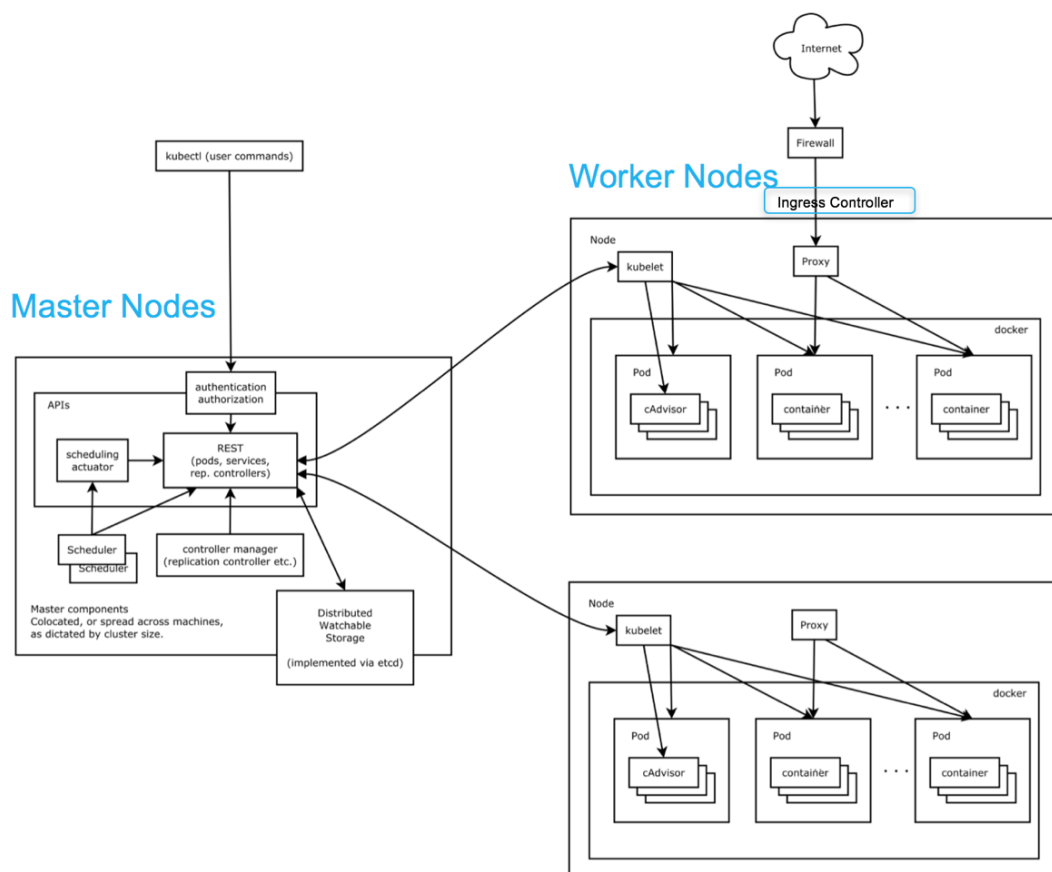 Internet
Firewall
kubectl (user commands)
Worker Nodes
Ingress Controller
Node
kubelet
Proxy
docker
Pod
cAdvisor
Pod
container
. . .
Pod
container
Master Nodes
authentication
authorization
APIs
REST
(pods, services,
rep. controllers)
scheduling
actuator
Scheduler
Scheduler
controller manager
(replication controller etc.)
Master components
Colocated, or spread across machines,
as dictated by cluster size.
Distributed
Watchable
Storage
(implemented via etcd)
Node
kubelet
Proxy
docker
Pod
cAdvisor
Pod
container
. . .
Pod
container